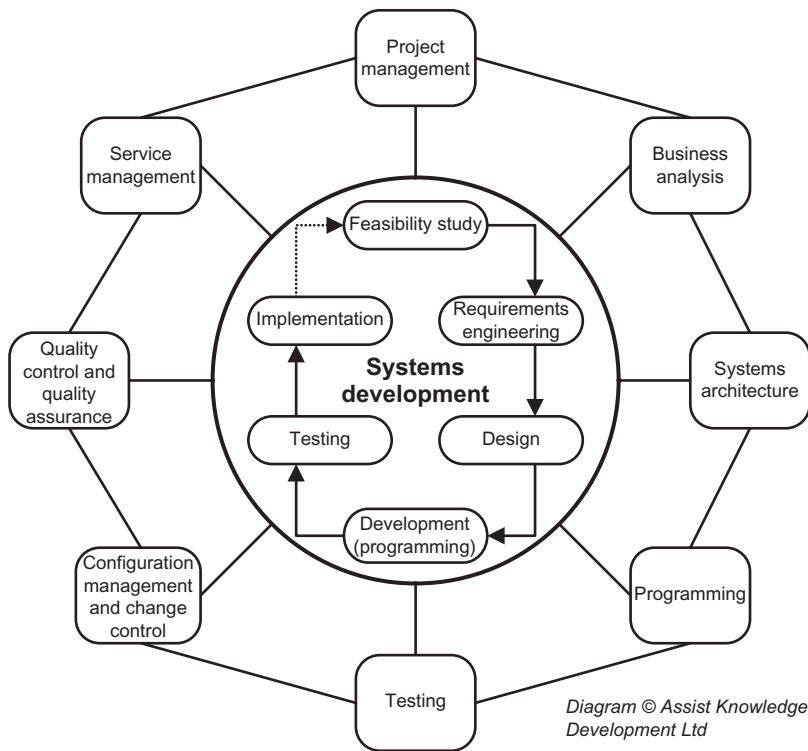 Project
management
Service
management
Business
analysis
Feasibility study
Implementation
Requirements
engineering
Quality
control and
quality
assurance
Systems
development
Systems
architecture
Testing
Design
Development
(programming)
Configuration
management
and change
control
Programming
Testing
Diagram © Assist Knowledge
Development Ltd